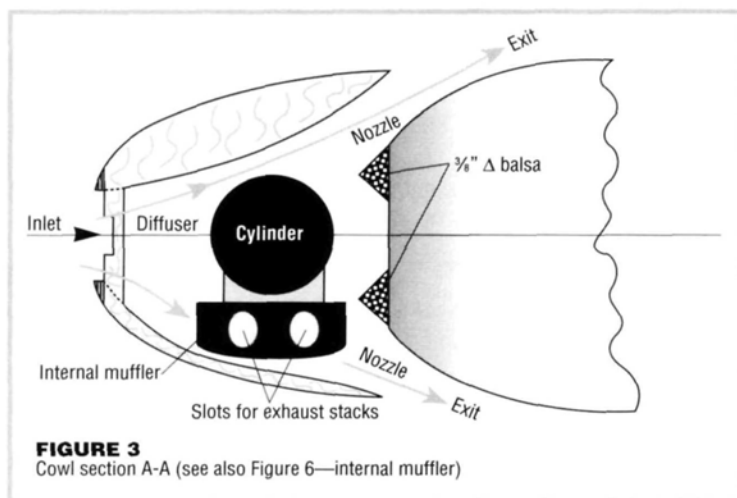 Exit
Nozzle
⅜" Δ balsa
Inlet
Diffuser
Cylinder
Internal muffler
Nozzle
Exit
Slots for exhaust stacks
FIGURE 3
Cowl section A-A (see also Figure 6—internal muffler)